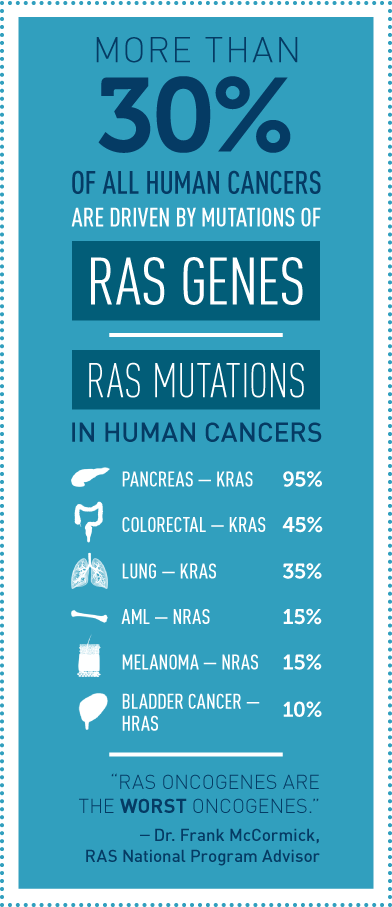 MORE THAN
30%
OF ALL HUMAN CANCERS
ARE DRIVEN BY MUTATIONS OF
RAS GENES
RAS MUTATIONS
IN HUMAN CANCERS
PANCREAS — KRAS 95%
COLORECTAL — KRAS 45%
LUNG — KRAS 35%
AML — NRAS 15%
MELANOMA — NRAS 15%
BLADDER CANCER —
HRAS 10%
“RAS ONCOGENES ARE
THE WORST ONCOGENES.”
— Dr. Frank McCormick,
RAS National Program Advisor